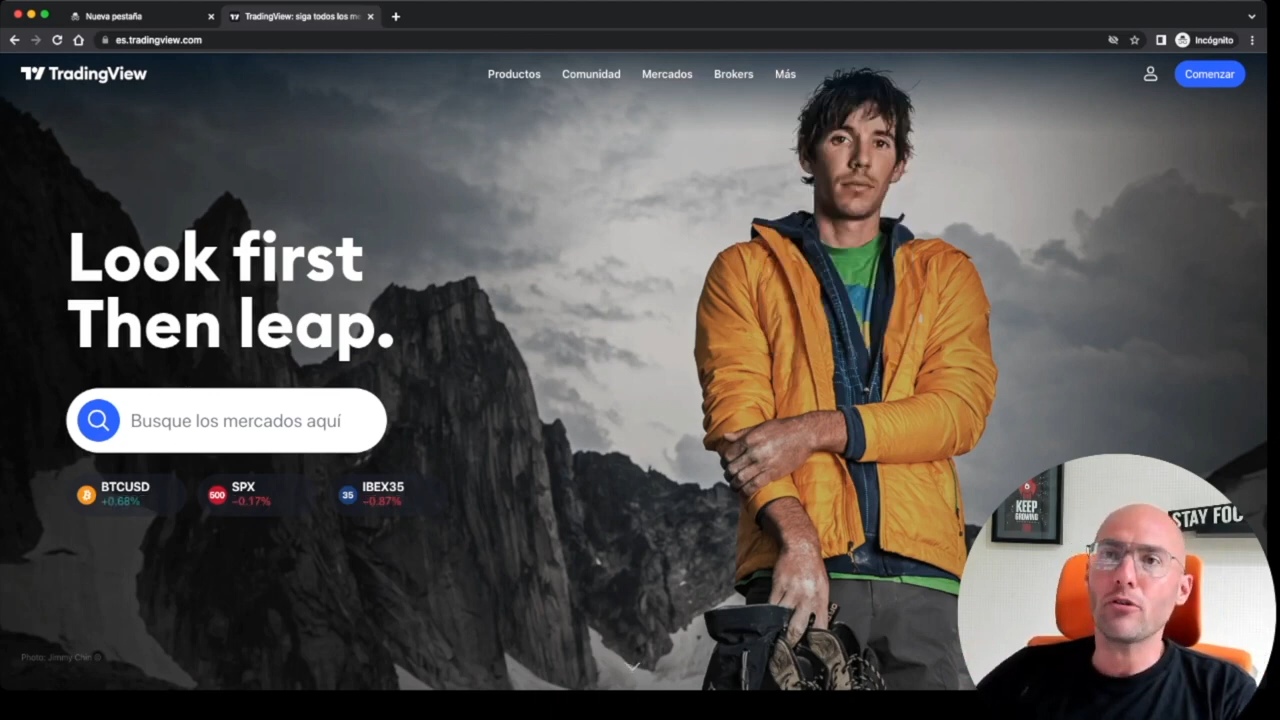 Nueva pestaña
TradingView: siga todos los me
es.tradingview.com
Incógnito
TradingView
Productos
Comunidad
Mercados
Brokers
Más
Comenzar
Look first
Then leap.
Busque los mercados aquí
BTCUSD
+0.68%
500
SPX
−0.17%
35
IBEX35
−0.87%
Photo: Jimmy Chin
KEEP
GROWING
STAY FOC